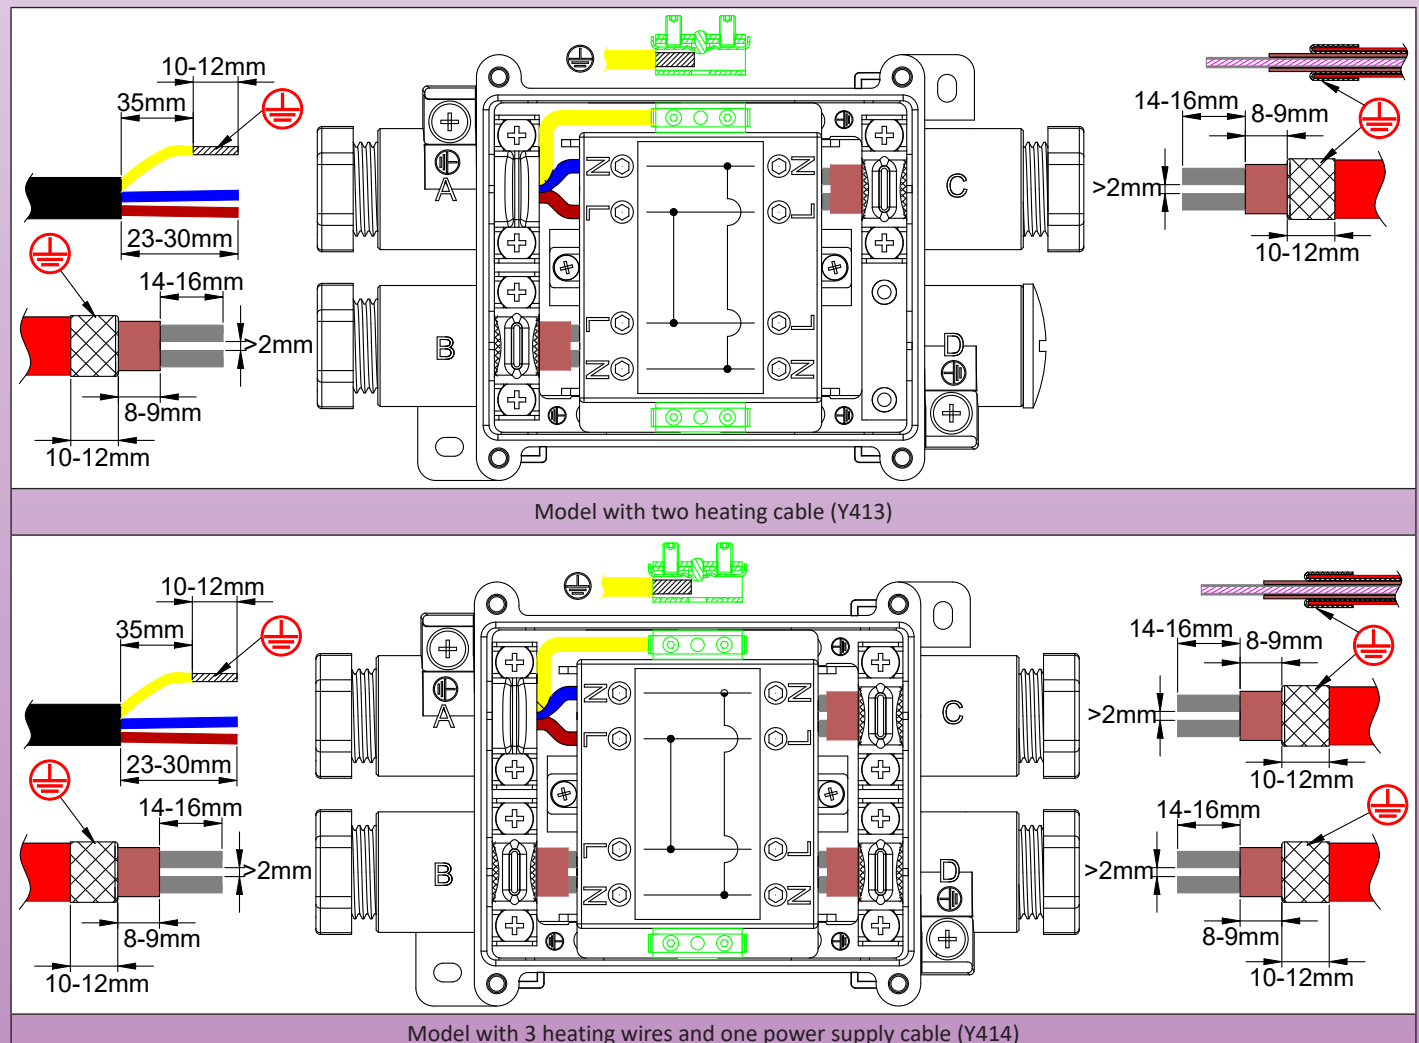 10-12mm
35mm
23-30mm
14-16mm
>2mm
8-9mm
10-12mm
A
B
C
D
N
L
L
N
N
L
L
N
14-16mm
8-9mm
>2mm
10-12mm
Model with two heating cable (Y413)
10-12mm
35mm
23-30mm
14-16mm
>2mm
8-9mm
10-12mm
A
B
C
D
N
L
L
N
N
L
L
N
14-16mm
8-9mm
>2mm
10-12mm
14-16mm
>2mm
8-9mm
10-12mm
Model with 3 heating wires and one power supply cable (Y414)